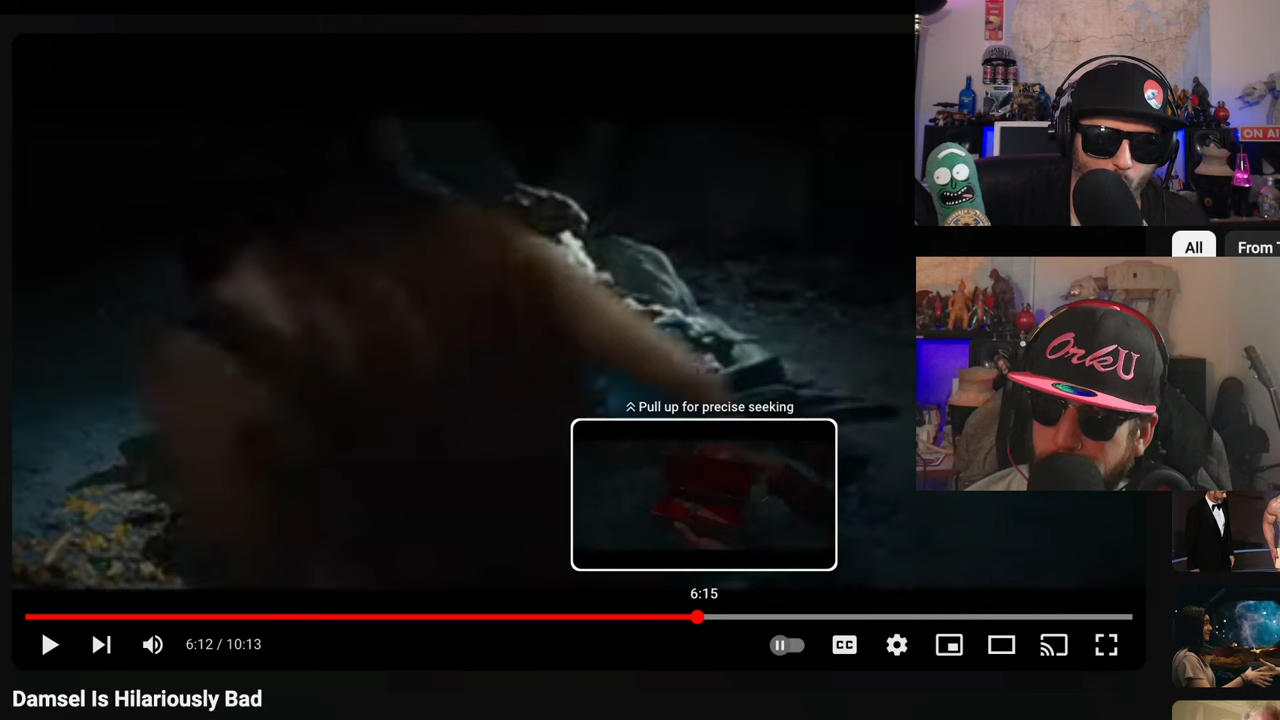 ON AI
All
From
OrkU
Pull up for precise seeking
6:15
6:12 / 10:13
CC
Damsel Is Hilariously Bad